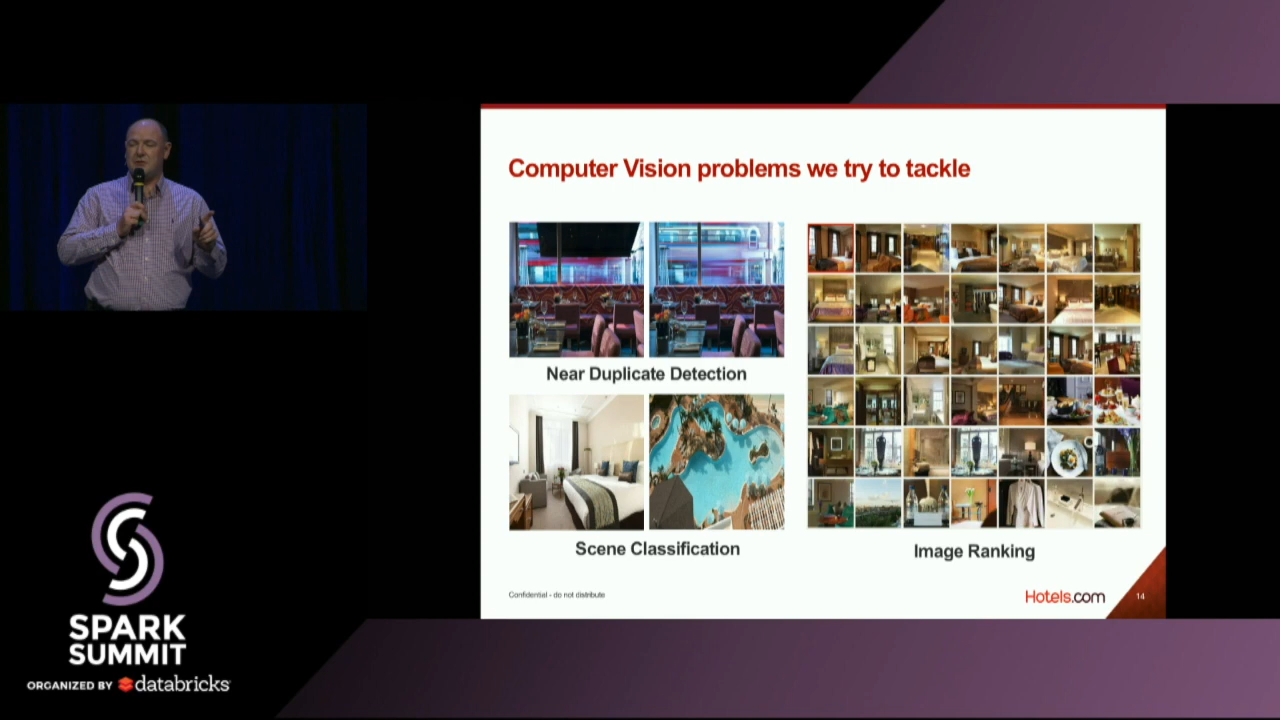 Computer Vision problems we try to tackle
Near Duplicate Detection
Scene Classification
Image Ranking
Confidential - do not distribute
Hotels.com
14
SPARK
SUMMIT
ORGANIZED BY databricks